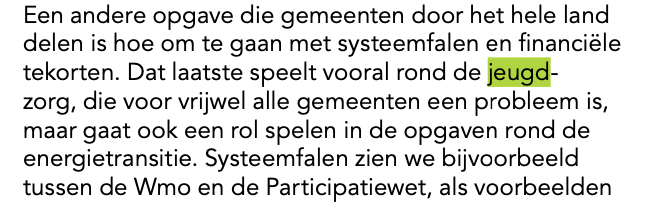 Een andere opgave die gemeenten door het hele land
delen is hoe om te gaan met systeemfalen en financiële
tekorten. Dat laatste speelt vooral rond de jeugd-
zorg, die voor vrijwel alle gemeenten een probleem is,
maar gaat ook een rol spelen in de opgaven rond de
energietransitie. Systeemfalen zien we bijvoorbeeld
tussen de Wmo en de Participatiewet, als voorbeelden